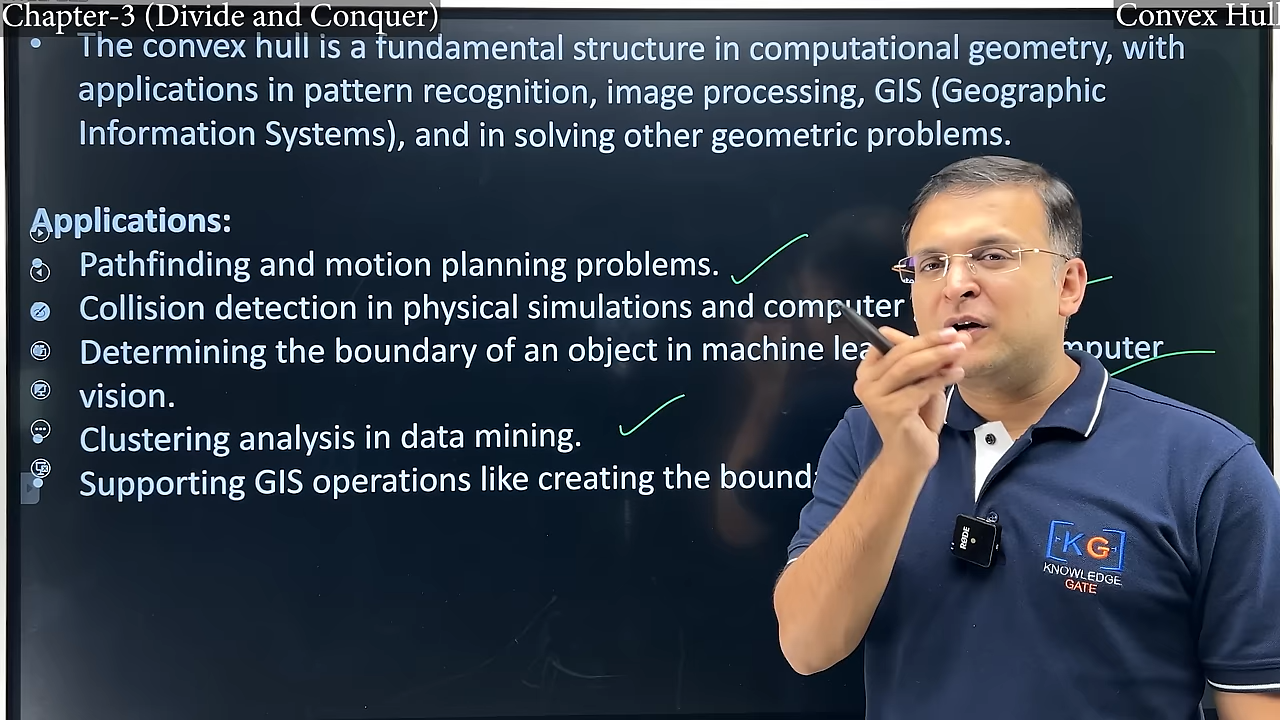 Chapter-3 (Divide and Conquer)
Convex Hull
• The convex hull is a fundamental structure in computational geometry, with
applications in pattern recognition, image processing, GIS (Geographic
Information Systems), and in solving other geometric problems.
Applications:
Pathfinding and motion planning problems.
Collision detection in physical simulations and computer
Determining the boundary of an object in machine
vision.
Clustering analysis in data mining.
Supporting GIS operations like creating the
RØDE
KG
KNOWLEDGE
GATE